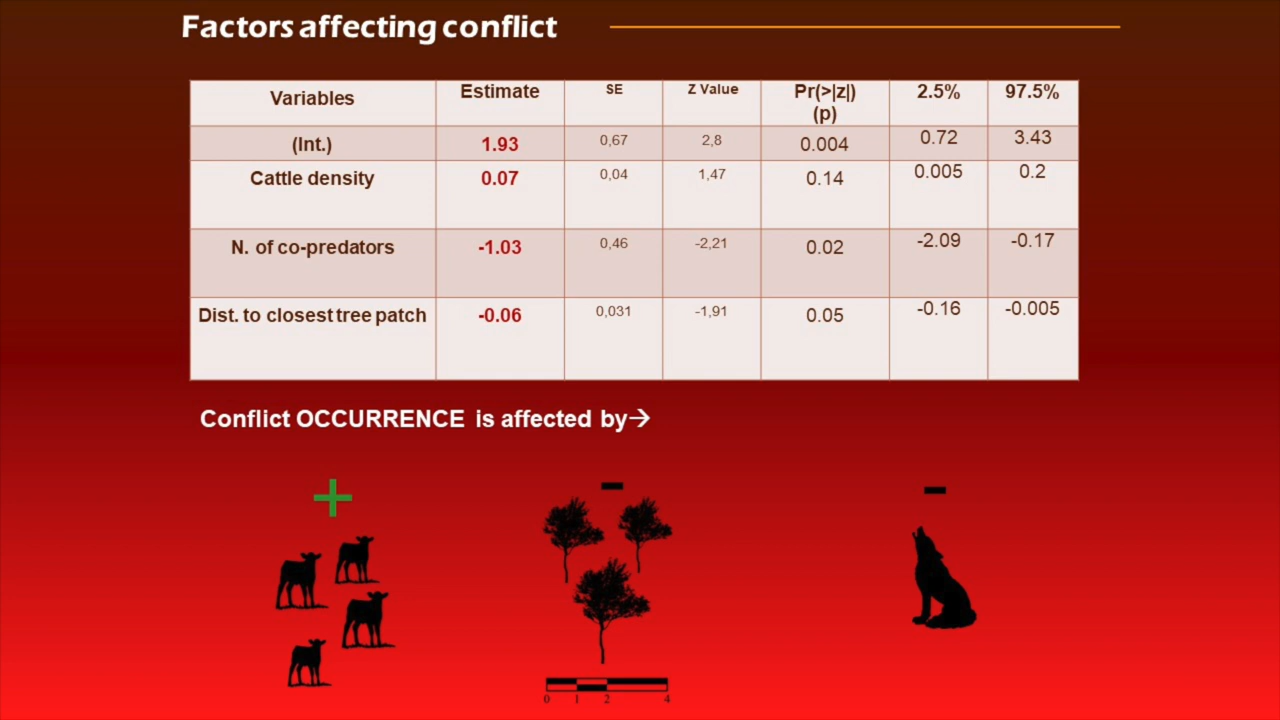 Factors affecting conflict
Variables Estimate SE Z Value Pr(>|z|) (p) 2.5% 97.5%
(Int.) 1.93 0,67 2,8 0.004 0.72 3.43
Cattle density 0.07 0,04 1,47 0.14 0.005 0.2
N. of co-predators -1.03 0,46 -2,21 0.02 -2.09 -0.17
Dist. to closest tree patch -0.06 0,031 -1,91 0.05 -0.16 -0.005
Conflict OCCURRENCE is affected by→
+ - -
0 1 2 4